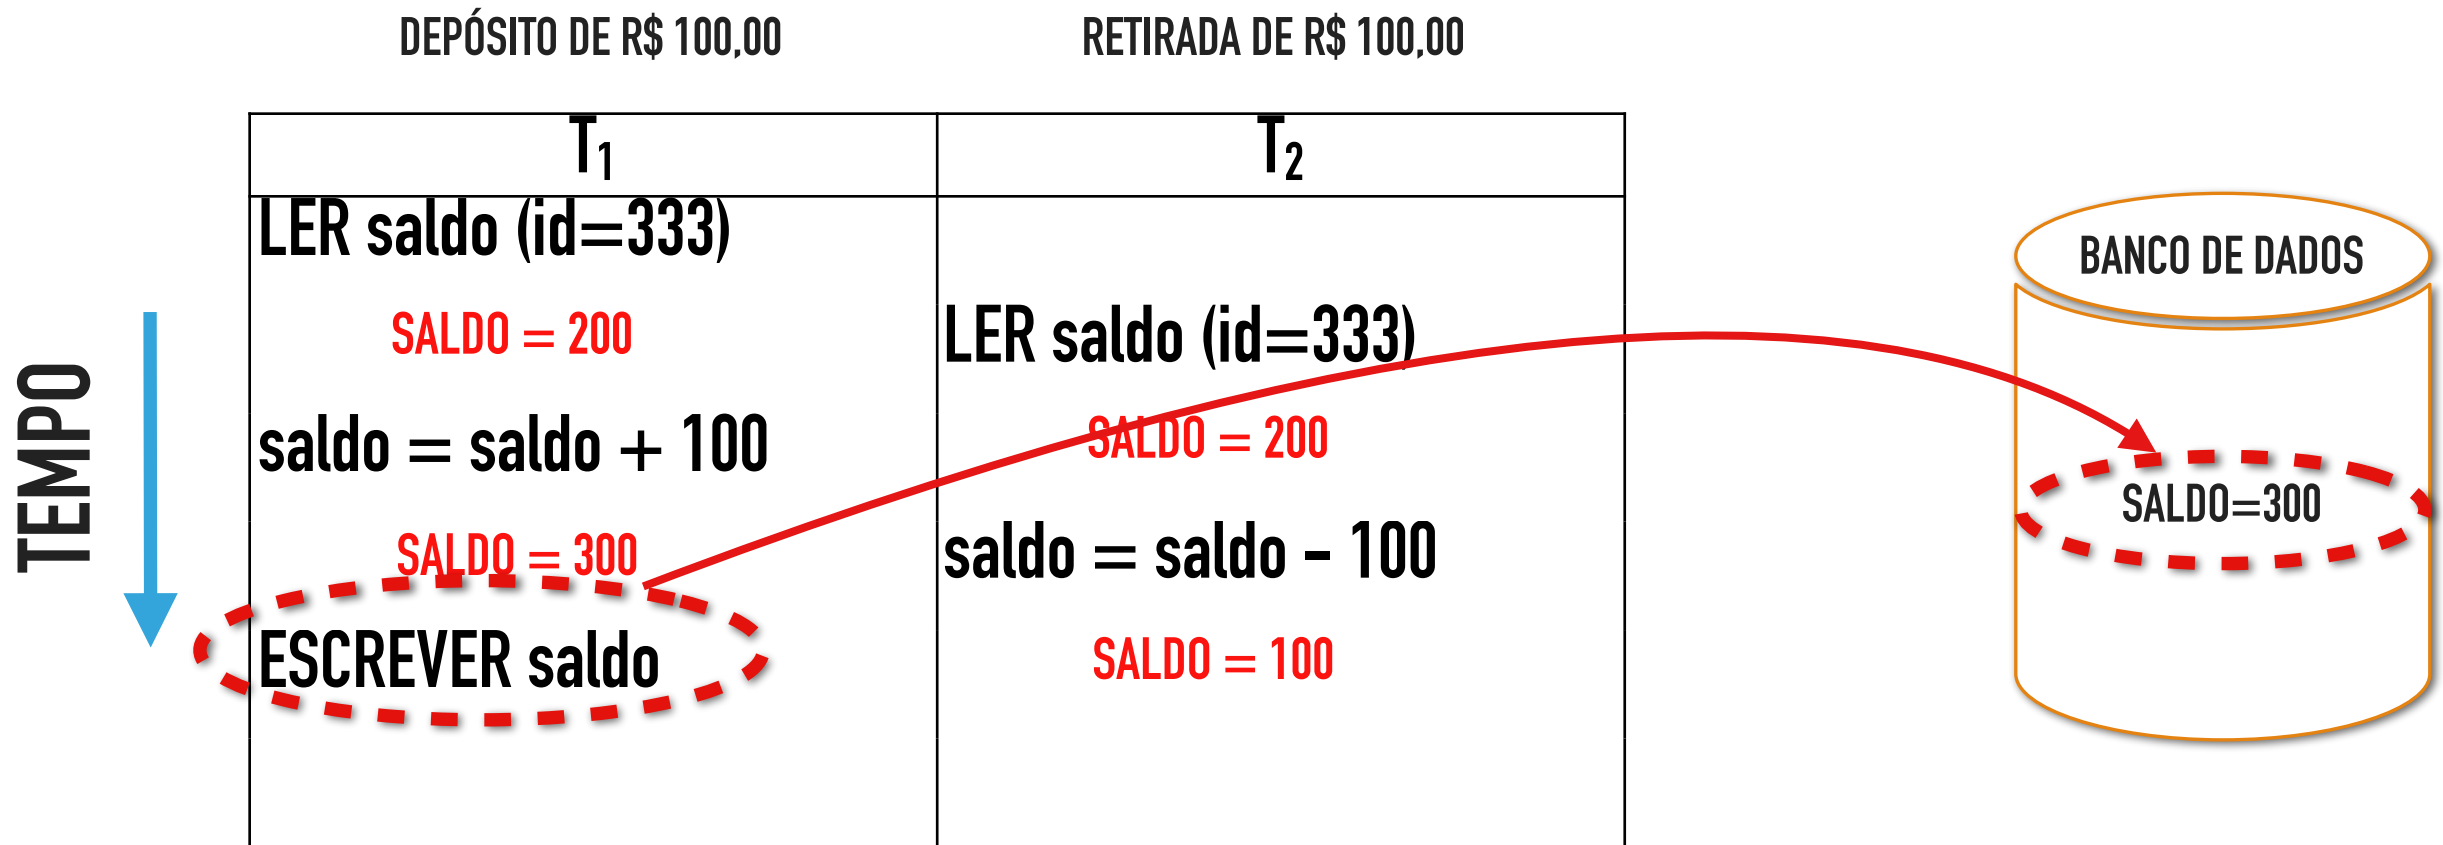 DEPÓSITO DE R$ 100,00
RETIRADA DE R$ 100,00
T₁
T₂
LER saldo (id=333)
SALDO = 200
LER saldo (id=333)
saldo = saldo + 100
SALDO = 200
SALDO = 300
saldo = saldo - 100
ESCREVER saldo
SALDO = 100
TEMPO
BANCO DE DADOS
SALDO=300